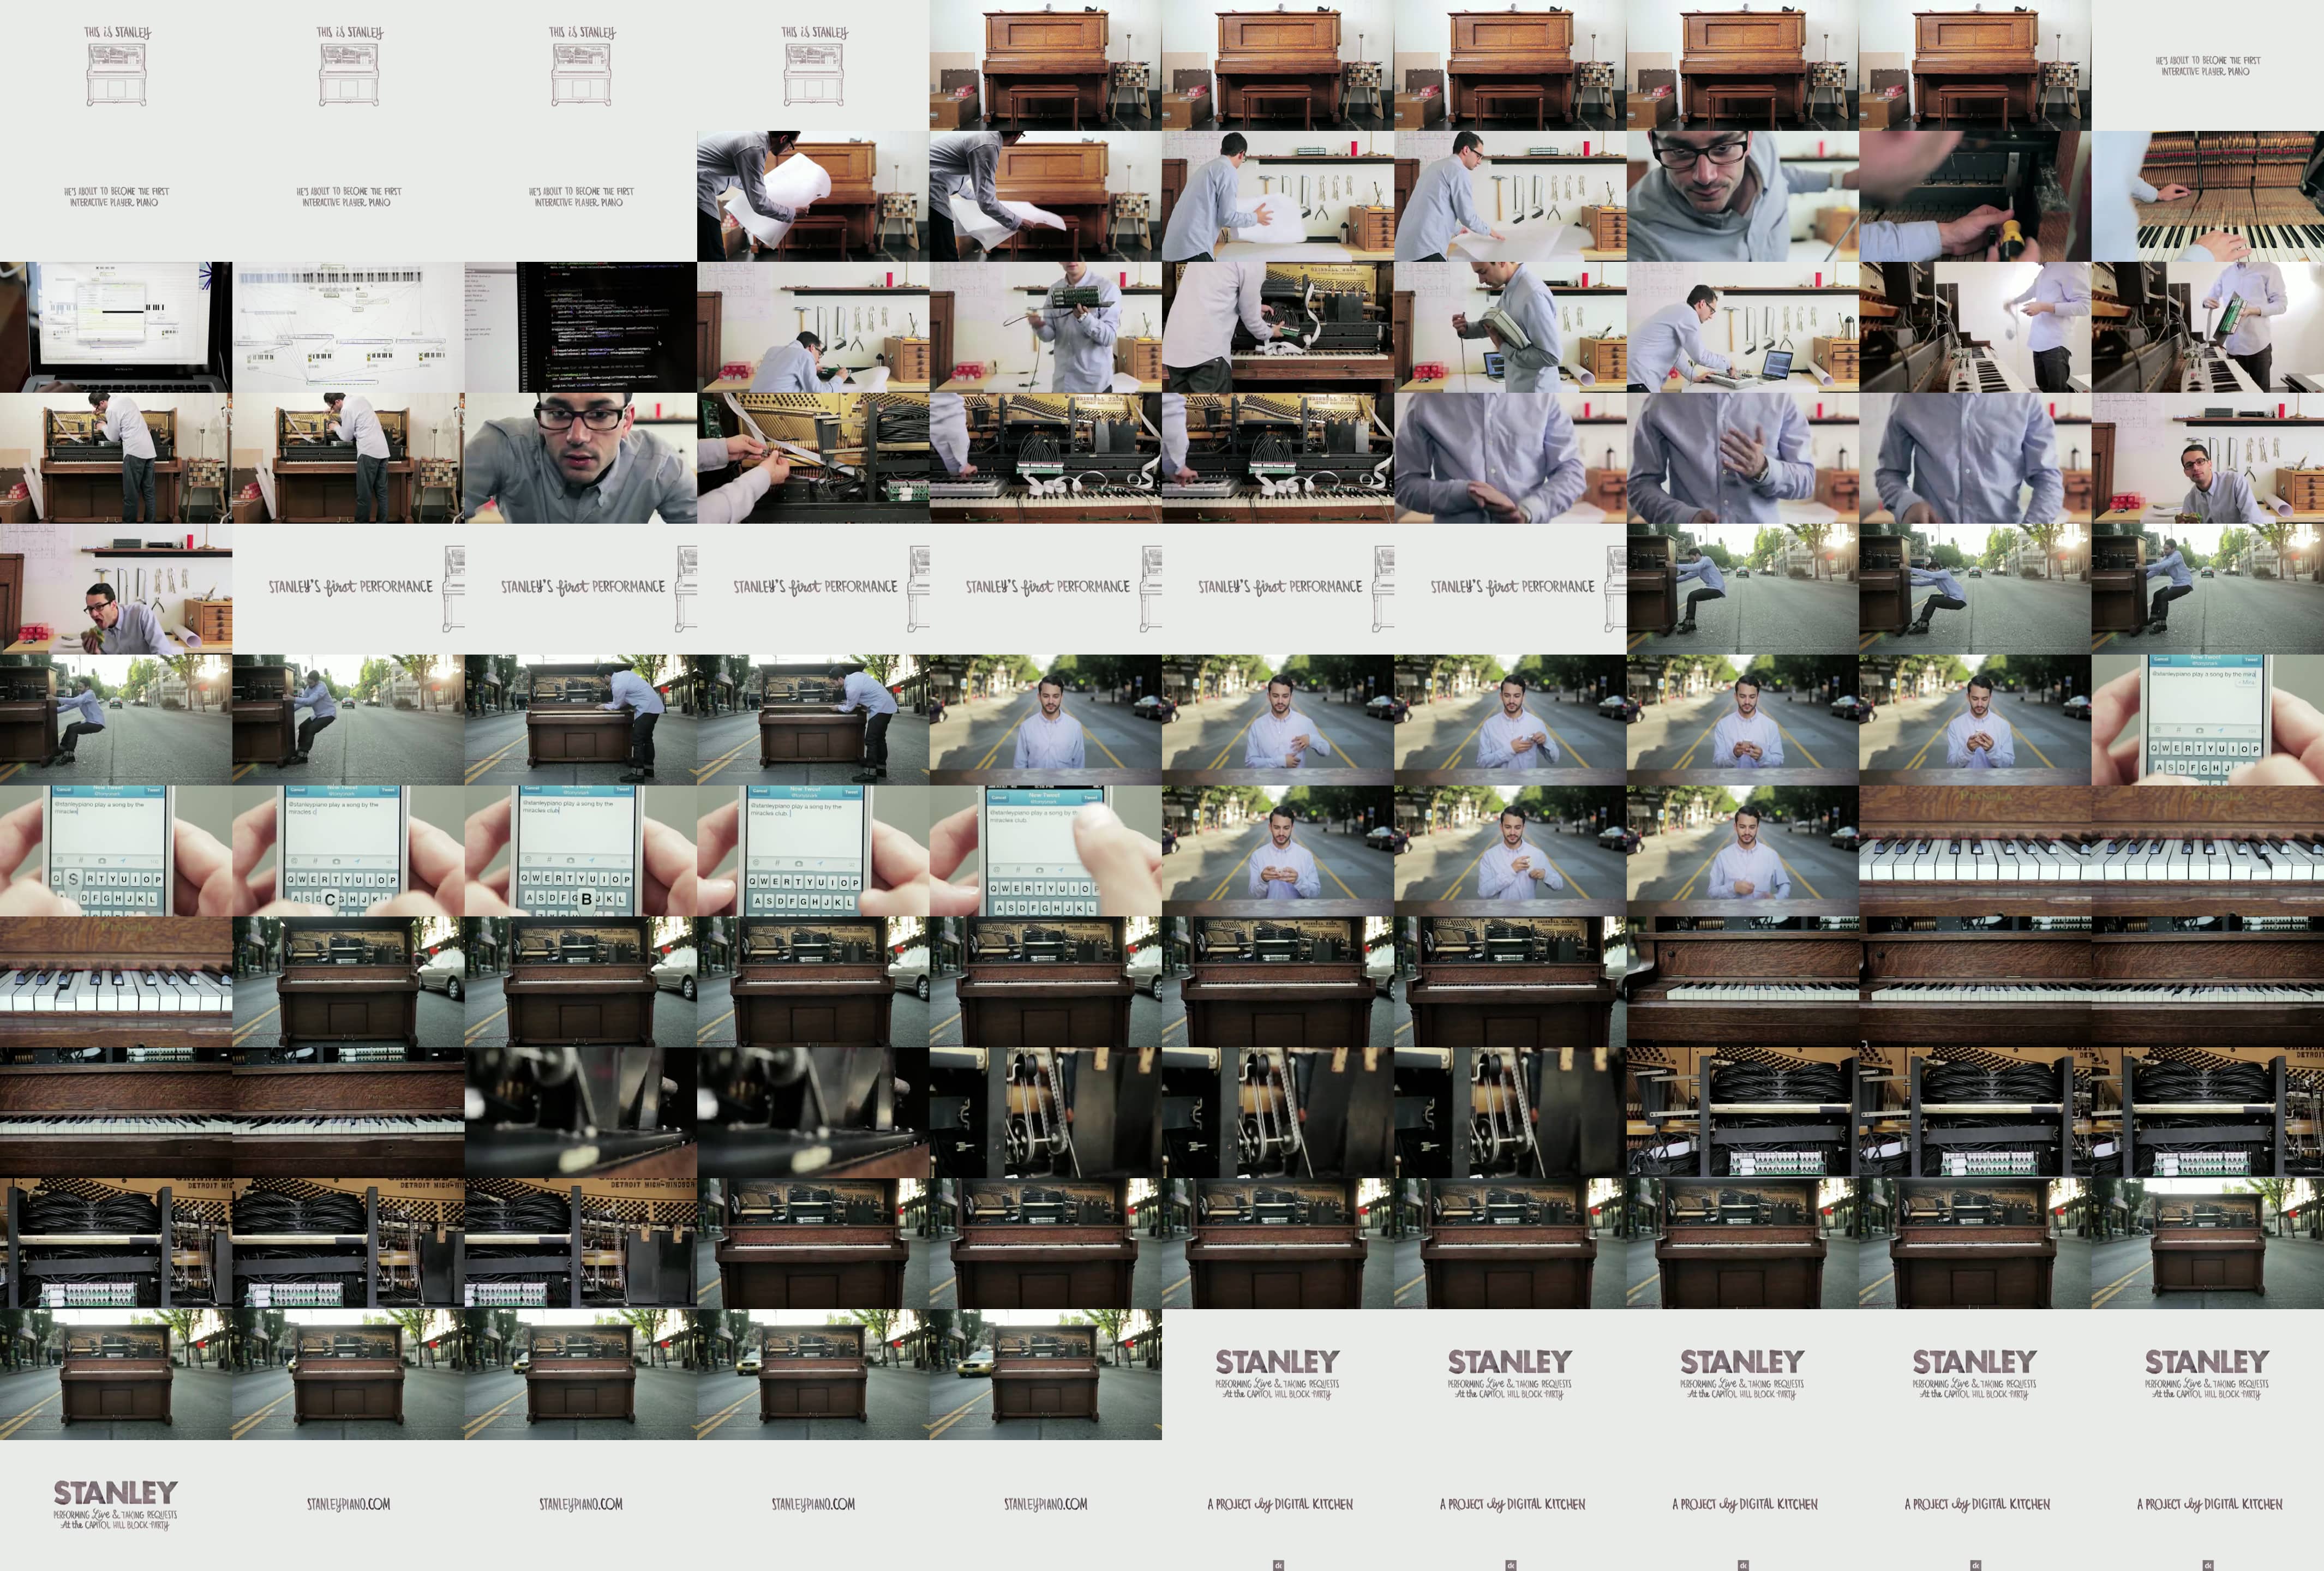 THIS IS STANLEY
THIS IS STANLEY
THIS IS STANLEY
THIS IS STANLEY
HE'S ABOUT TO BECOME THE FIRST
INTERACTIVE PLAYER PIANO
HE'S ABOUT TO BECOME THE FIRST
INTERACTIVE PLAYER PIANO
HE'S ABOUT TO BECOME THE FIRST
INTERACTIVE PLAYER PIANO
HE'S ABOUT TO BECOME THE FIRST
INTERACTIVE PLAYER PIANO
STANLEY'S first PERFORMANCE
STANLEY'S first PERFORMANCE
STANLEY'S first PERFORMANCE
STANLEY'S first PERFORMANCE
STANLEY'S first PERFORMANCE
STANLEY'S first PERFORMANCE
@stanleypiano play a song by the mira
Q W E R T Y U I O P
A S D F G H J
@stanleypiano play a song by the
miracles
Q S R T Y U I O P
D F G H J K L
@stanleypiano play a song by the
miracles c
Q W E R T Y U I O P
A S D C G H J K L
@stanleypiano play a song by the
miracles club
Q W E R T Y U I O P
A S D F G B J K L
@stanleypiano play a song by the
miracles club.
Q W E R T Y U I O P
A S D F G H J K L
New Tweet
@stanleypiano play a song by th
miracles club.
Q W E R T Y U I O P
A S D F G H J K L
STANLEY
PERFORMING Live & TAKING REQUESTS
At the CAPITOL HILL BLOCK PARTY
STANLEY
PERFORMING Live & TAKING REQUESTS
At the CAPITOL HILL BLOCK PARTY
STANLEY
PERFORMING Live & TAKING REQUESTS
At the CAPITOL HILL BLOCK PARTY
STANLEY
PERFORMING Live & TAKING REQUESTS
At the CAPITOL HILL BLOCK PARTY
STANLEY
PERFORMING Live & TAKING REQUESTS
At the CAPITOL HILL BLOCK PARTY
STANLEY
PERFORMING Live & TAKING REQUESTS
At the CAPITOL HILL BLOCK PARTY
STANLEYPIANO.COM
STANLEYPIANO.COM
STANLEYPIANO.COM
STANLEYPIANO.COM
A PROJECT by DIGITAL KITCHEN
A PROJECT by DIGITAL KITCHEN
A PROJECT by DIGITAL KITCHEN
A PROJECT by DIGITAL KITCHEN
A PROJECT by DIGITAL KITCHEN
dk
dk
dk
dk
dk